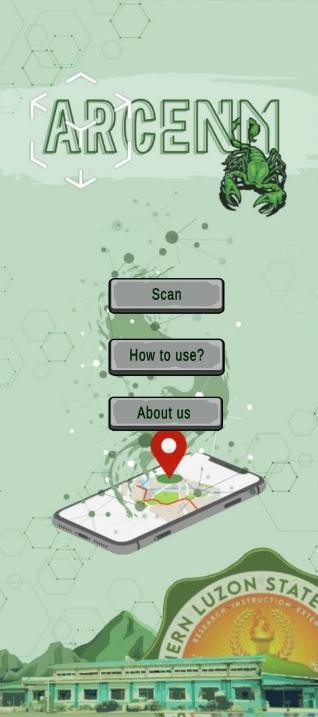 ARCENM
Scan
How to use?
About us
ERN LUZON STATE
RESEARCH · INSTRUCTION · EXTEN